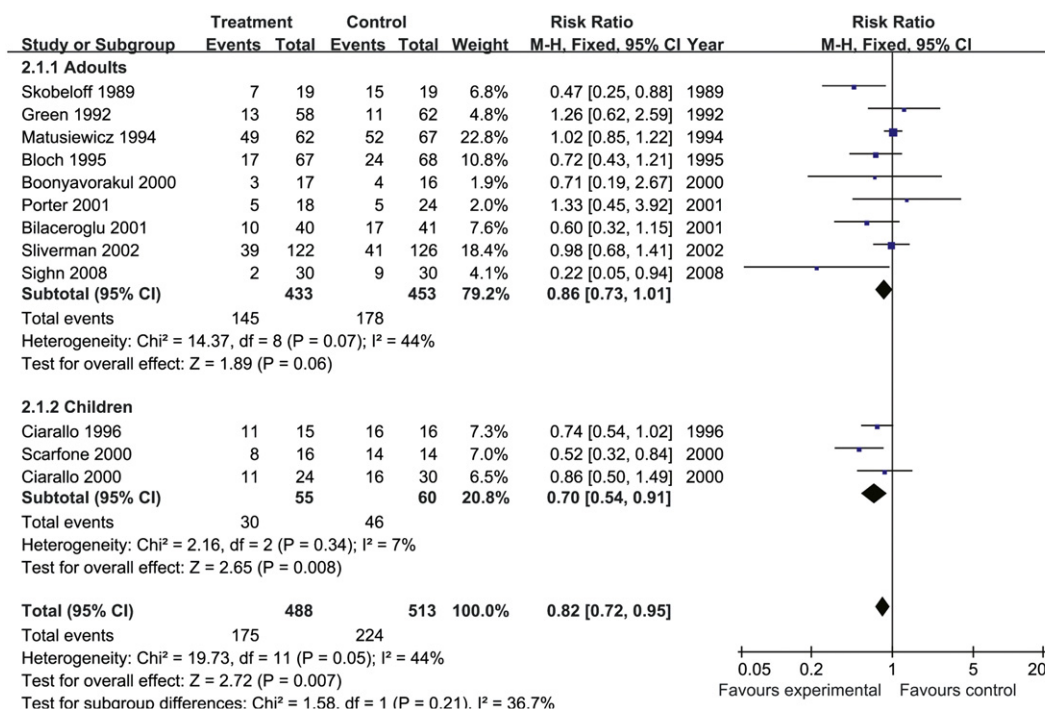 Treatment Control Risk Ratio Risk Ratio
Study or Subgroup Events Total Events Total Weight M-H, Fixed, 95% CI Year M-H, Fixed, 95% CI
2.1.1 Adoults
Skobeloff 1989 7 19 15 19 6.8% 0.47 [0.25, 0.88] 1989
Green 1992 13 58 11 62 4.8% 1.26 [0.62, 2.59] 1992
Matusiewicz 1994 49 62 52 67 22.8% 1.02 [0.85, 1.22] 1994
Bloch 1995 17 67 24 68 10.8% 0.72 [0.43, 1.21] 1995
Boonyavorakul 2000 3 17 4 16 1.9% 0.71 [0.19, 2.67] 2000
Porter 2001 5 18 5 24 2.0% 1.33 [0.45, 3.92] 2001
Bilaceroglu 2001 10 40 17 41 7.6% 0.60 [0.32, 1.15] 2001
Sliverman 2002 39 122 41 126 18.4% 0.98 [0.68, 1.41] 2002
Sighn 2008 2 30 9 30 4.1% 0.22 [0.05, 0.94] 2008
Subtotal (95% CI) 433 453 79.2% 0.86 [0.73, 1.01]
Total events 145 178
Heterogeneity: Chi² = 14.37, df = 8 (P = 0.07); I² = 44%
Test for overall effect: Z = 1.89 (P = 0.06)
2.1.2 Children
Ciarallo 1996 11 15 16 16 7.3% 0.74 [0.54, 1.02] 1996
Scarfone 2000 8 16 14 14 7.0% 0.52 [0.32, 0.84] 2000
Ciarallo 2000 11 24 16 30 6.5% 0.86 [0.50, 1.49] 2000
Subtotal (95% CI) 55 60 20.8% 0.70 [0.54, 0.91]
Total events 30 46
Heterogeneity: Chi² = 2.16, df = 2 (P = 0.34); I² = 7%
Test for overall effect: Z = 2.65 (P = 0.008)
Total (95% CI) 488 513 100.0% 0.82 [0.72, 0.95]
Total events 175 224
Heterogeneity: Chi² = 19.73, df = 11 (P = 0.05); I² = 44%
Test for overall effect: Z = 2.72 (P = 0.007)
Test for subgroup differences: Chi² = 1.58, df = 1 (P = 0.21), I² = 36.7%
0.05 0.2 1 5 20
Favours experimental Favours control